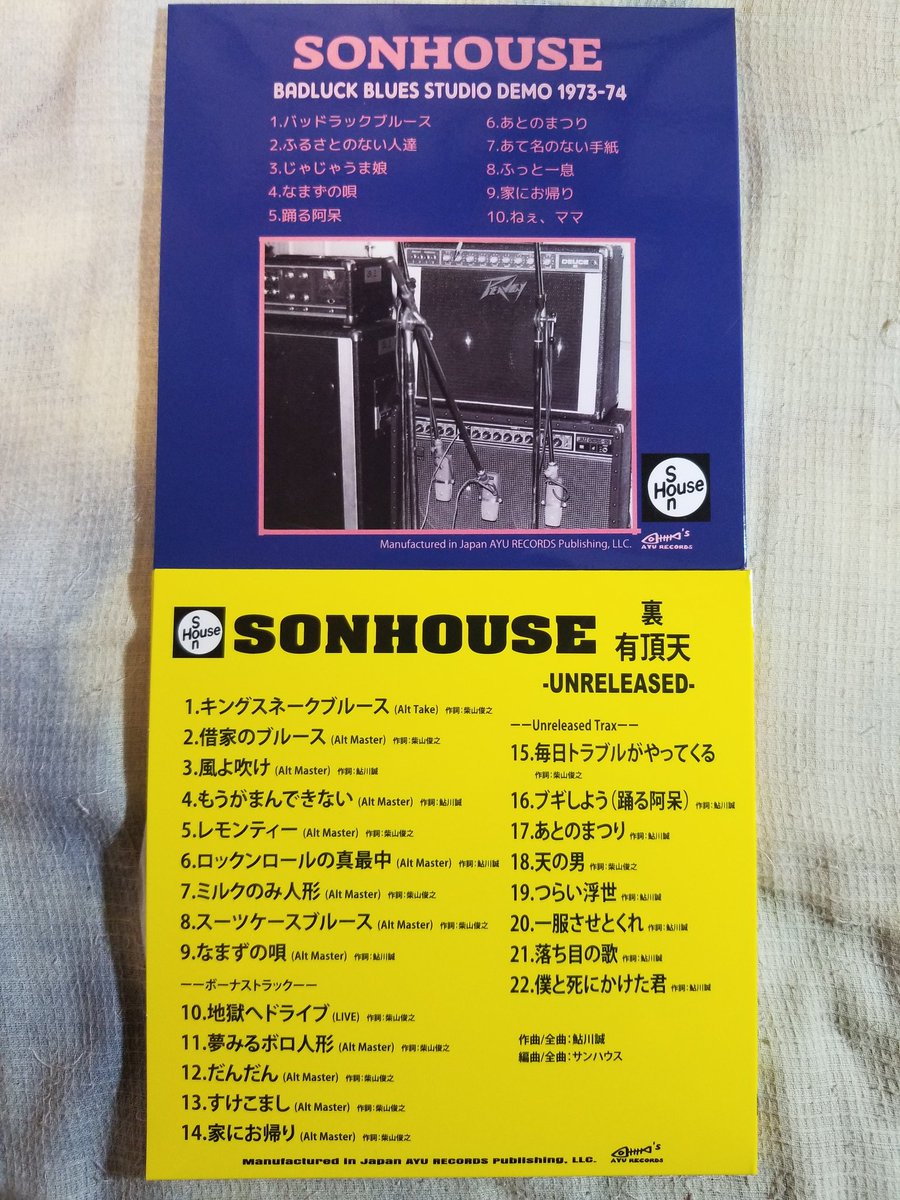 SONHOUSE
BADLUCK BLUES STUDIO DEMO 1973-74
1.バッドラックブルース
2.ふるさとのない人達
3.じゃじゃうま娘
4.なまずの唄
5.踊る阿呆
6.あとのまつり
7.あて名のない手紙
8.ふっと一息
9.家にお帰り
10.ねぇ、ママ
DEUCE
PEAVEY
Son House
Manufactured in Japan AYU RECORDS Publishing, LLC.
's
AYU RECORDS
Son House
SONHOUSE
裏
有頂天
-UNRELEASED-
1.キングスネークブルース (Alt Take) 作詞:柴山俊之
2.借家のブルース (Alt Master) 作詞:柴山俊之
3.風よ吹け (Alt Master) 作詞:鮎川誠
4.もうがまんできない (Alt Master) 作詞:鮎川誠
5.レモンティー (Alt Master) 作詞:柴山俊之
6.ロックンロールの真最中 (Alt Master) 作詞:鮎川誠
7.ミルクのみ人形 (Alt Master) 作詞:柴山俊之
8.スーツケースブルース (Alt Master) 作詞:柴山俊之
9.なまずの唄 (Alt Master) 作詞:鮎川誠
ーーボーナストラックーー
10.地獄へドライブ (LIVE) 作詞:柴山俊之
11.夢みるボロ人形 (Alt Master) 作詞:柴山俊之
12.だんだん (Alt Master) 作詞:柴山俊之
13.すけこまし (Alt Master) 作詞:柴山俊之
14.家にお帰り (Alt Master) 作詞:柴山俊之
ーーUnreleased Traxーー
15.毎日トラブルがやってくる
作詞:柴山俊之
16.ブギしよう(踊る阿呆) 作詞:鮎川誠
17.あとのまつり 作詞:鮎川誠
18.天の男 作詞:柴山俊之
19.つらい浮世 作詞:鮎川誠
20.一服させとくれ 作詞:鮎川誠
21.落ち目の歌 作詞:鮎川誠
22.僕と死にかけた君 作詞:鮎川誠
作曲/全曲:鮎川誠
編曲/全曲:サンハウス
Manufactured in Japan AYU RECORDS Publishing, LLC.
's
AYU RECORDS